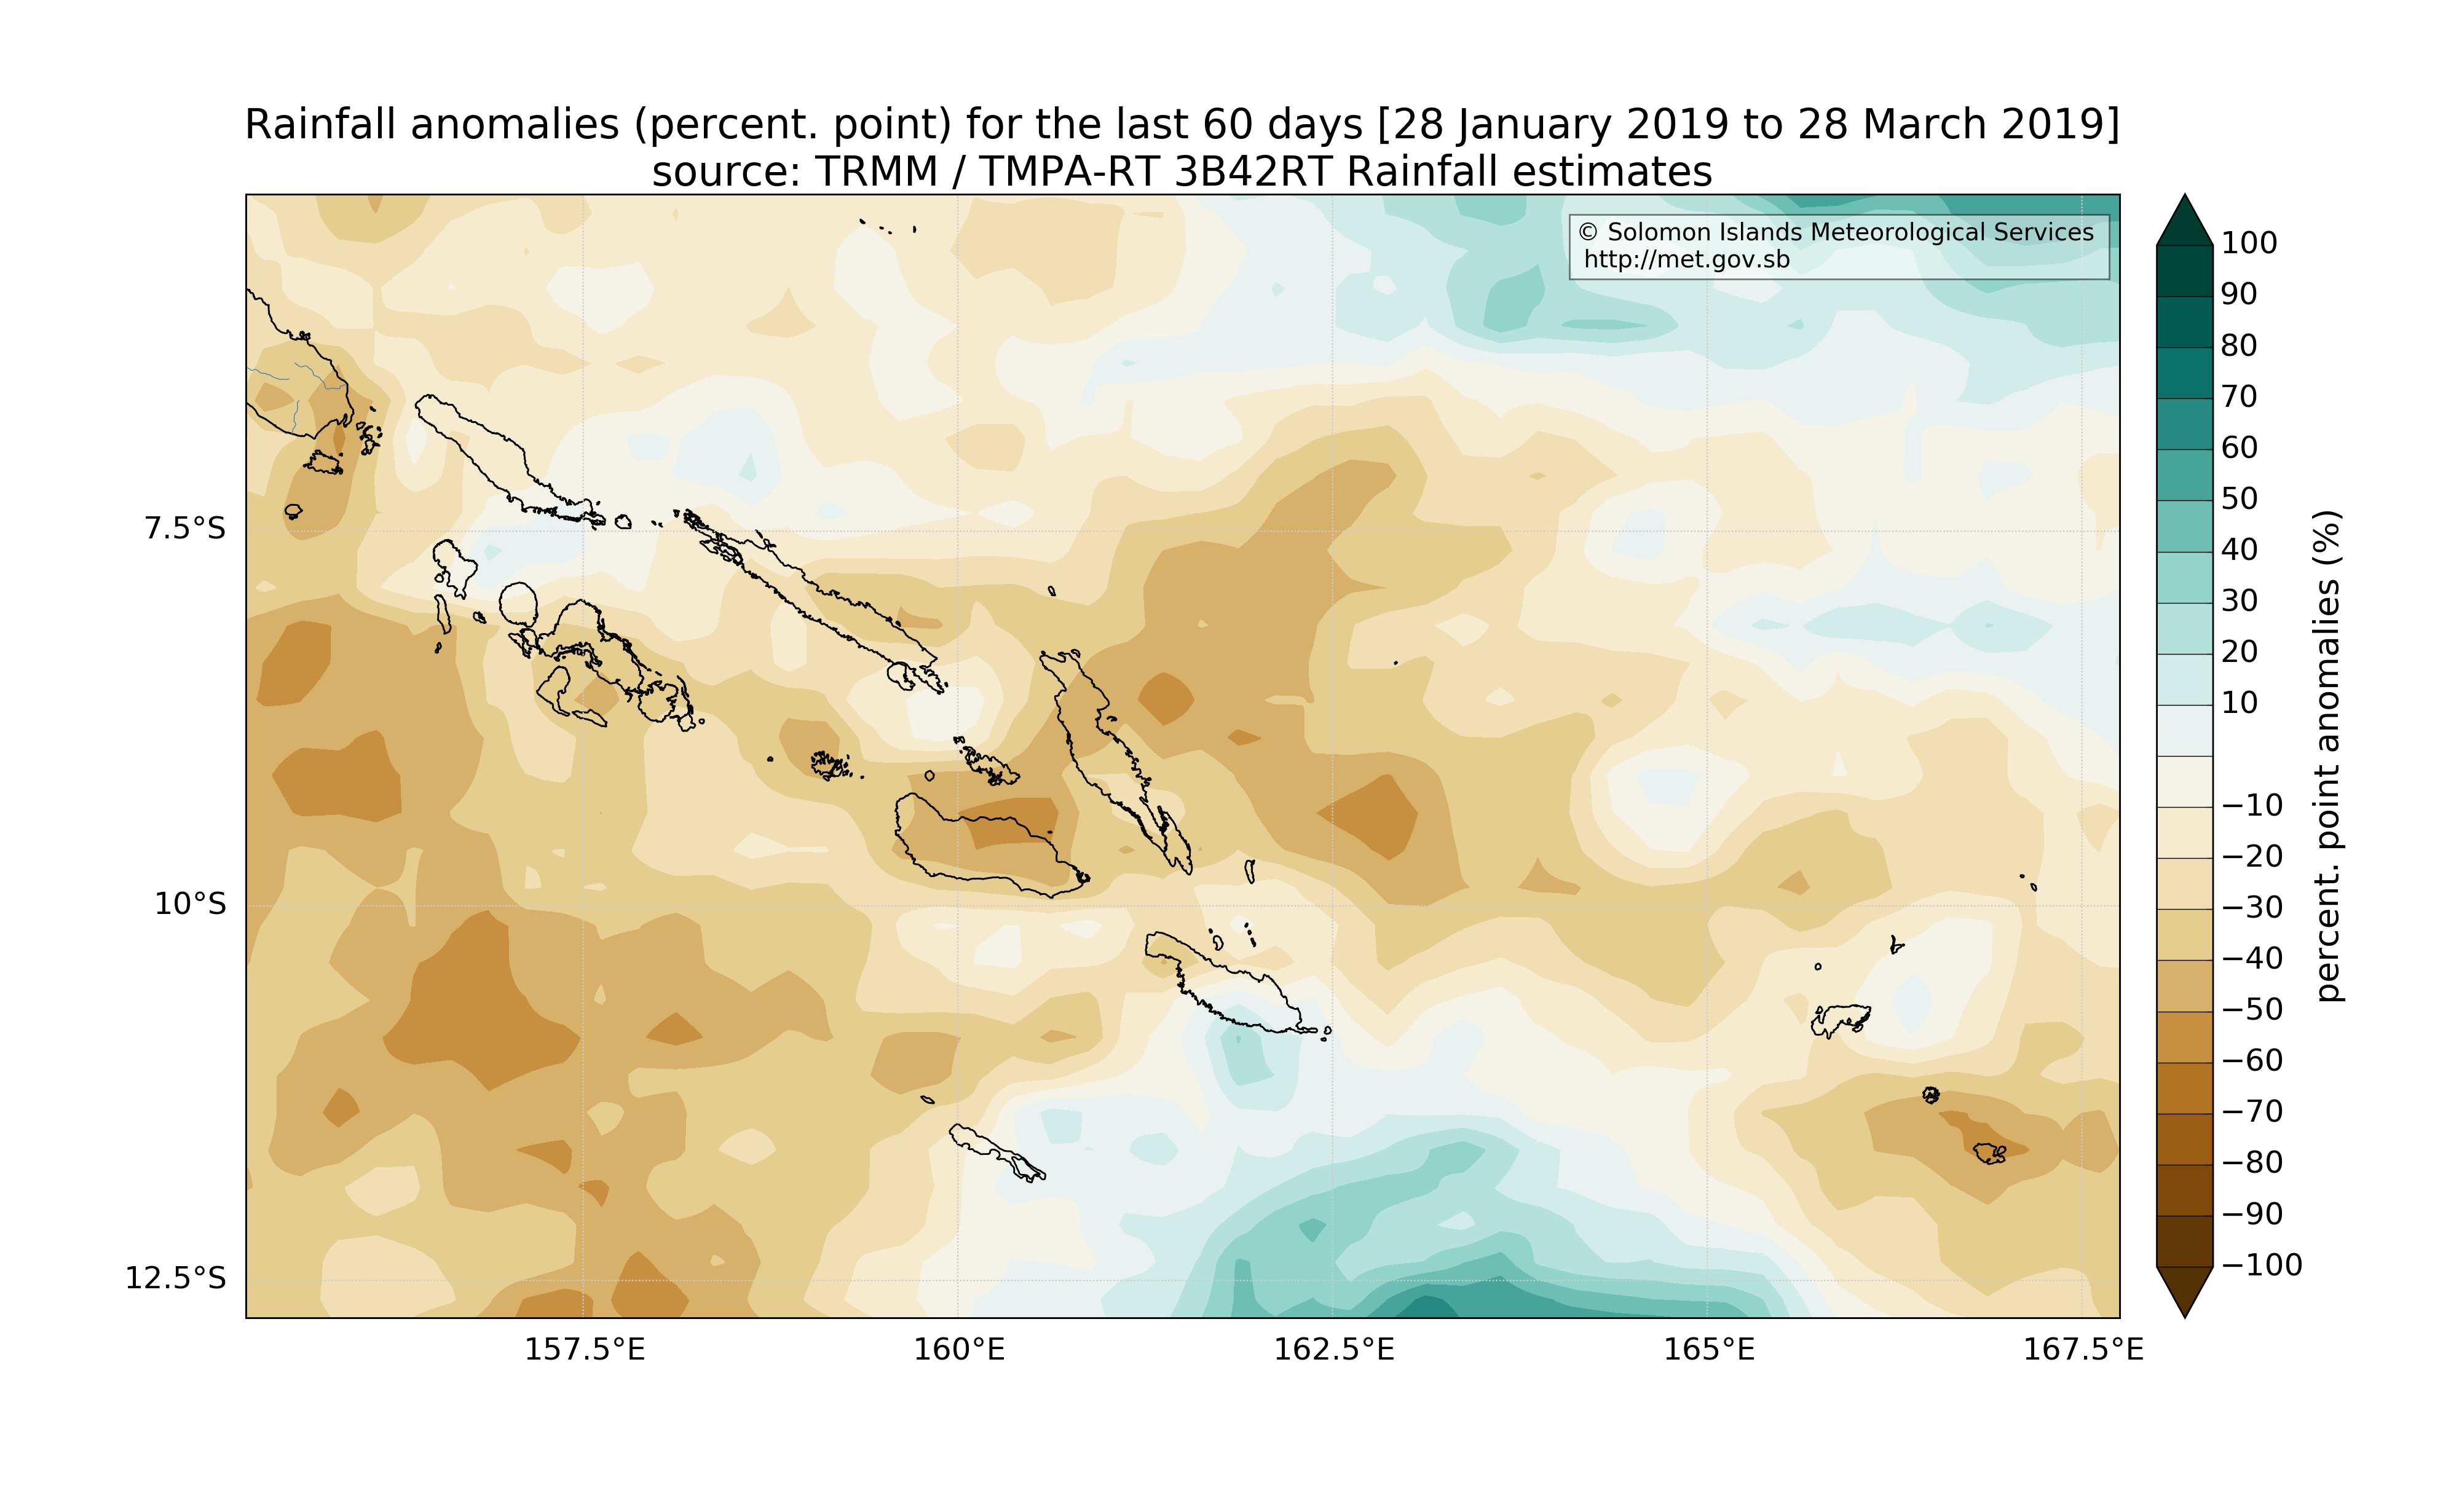 Rainfall anomalies (percent. point) for the last 60 days [28 January 2019 to 28 March 2019]
source: TRMM / TMPA-RT 3B42RT Rainfall estimates
© Solomon Islands Meteorological Services
http://met.gov.sb
7.5°S
10°S
12.5°S
157.5°E
160°E
162.5°E
165°E
167.5°E
100
90
80
70
60
50
40
30
20
10
−10
−20
−30
−40
−50
−60
−70
−80
−90
−100
percent. point anomalies (%)